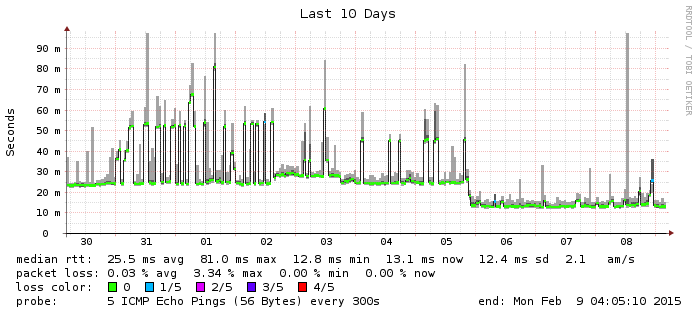 Last 10 Days
RRDTOOL / TOBI OETIKER
Seconds
90 m
80 m
70 m
60 m
50 m
40 m
30 m
20 m
10 m
0
30 31 01 02 03 04 05 06 07 08
median rtt: 25.5 ms avg 81.0 ms max 12.8 ms min 13.1 ms now 12.4 ms sd 2.1 am/s
packet loss: 0.03 % avg 3.34 % max 0.00 % min 0.00 % now
loss color: 0 1/5 2/5 3/5 4/5
probe: 5 ICMP Echo Pings (56 Bytes) every 300s end: Mon Feb 9 04:05:10 2015